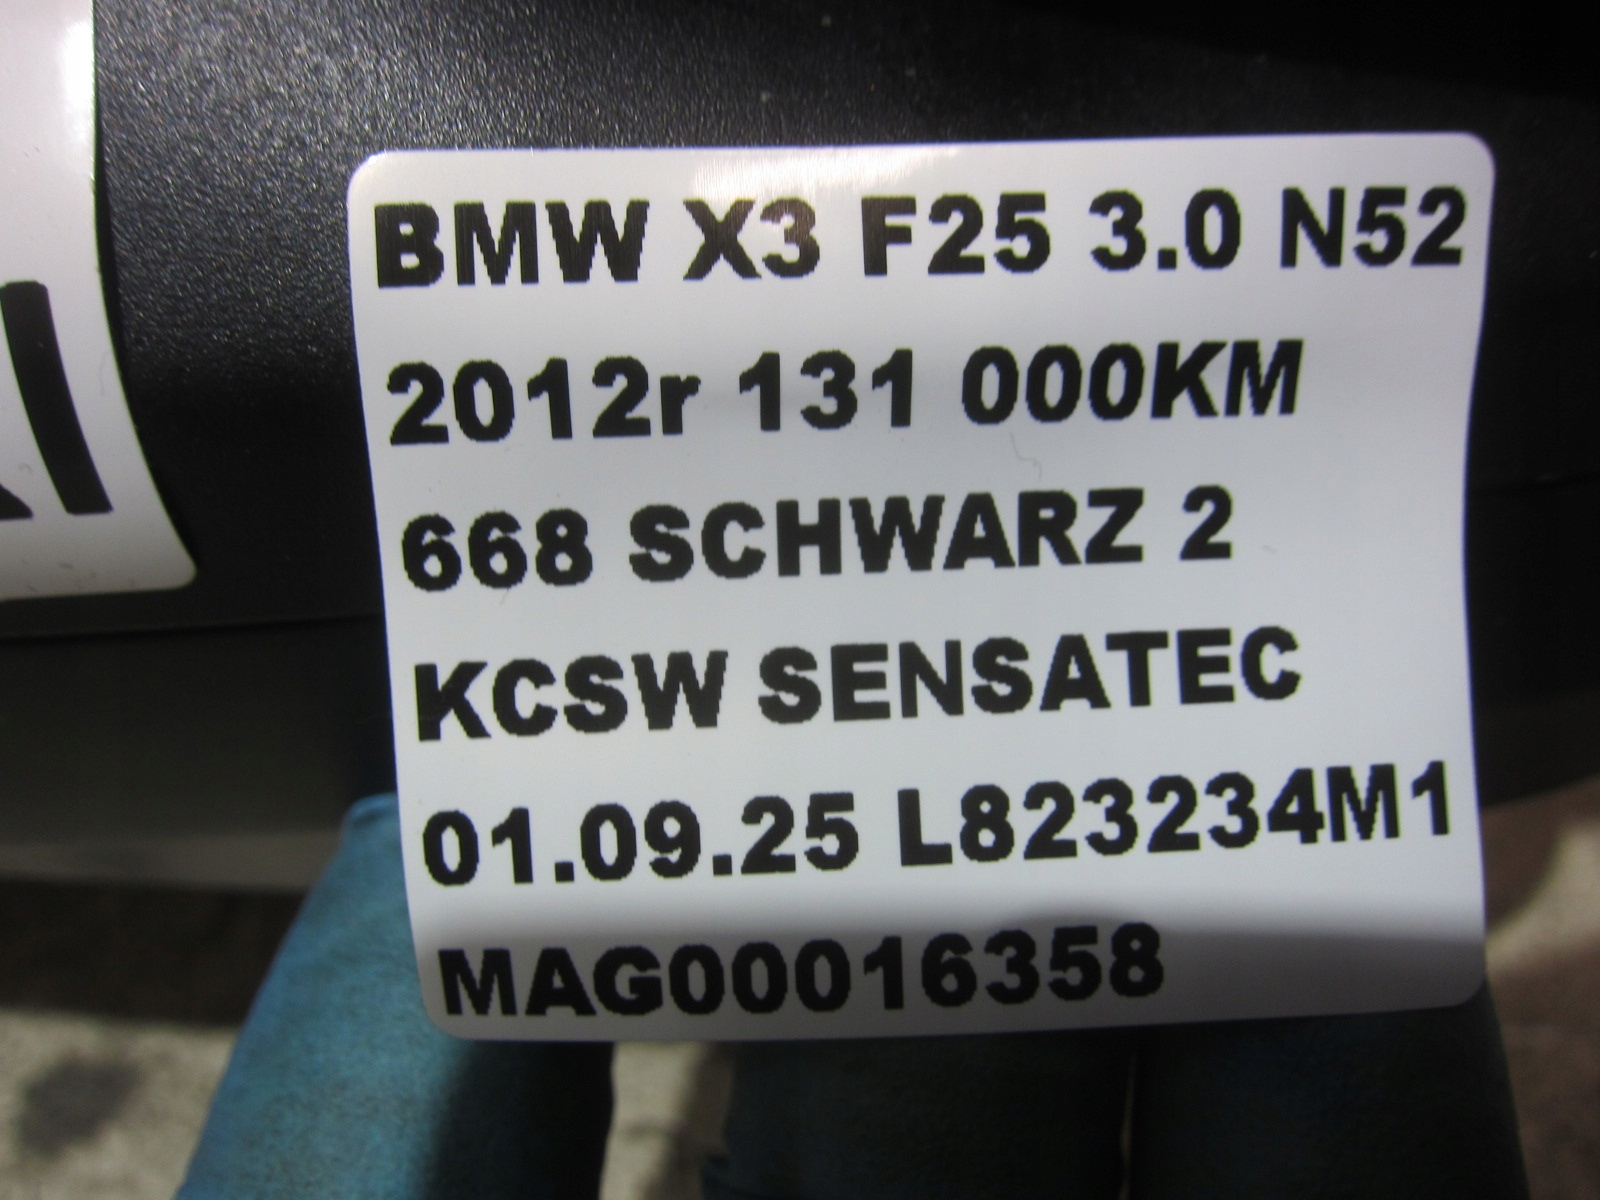 BMW X3 F25 3.0 N52
2012r 131 000KM
668 SCHWARZ 2
KCSW SENSATEC
01.09.25 L823234M1
MAG00016358